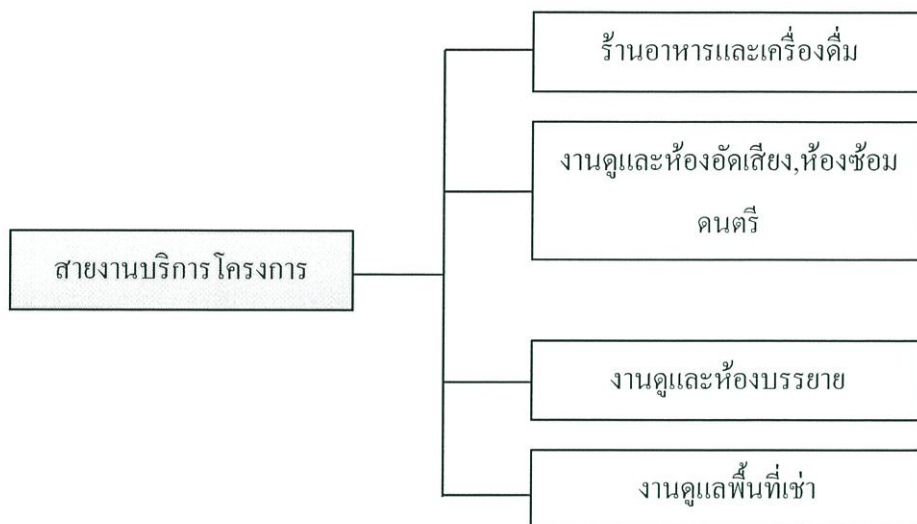 ร้านอาหารและเครื่องดื่ม
งานดูและห้องอัดเสียง,ห้องซ้อม
ดนตรี
สายงานบริการโครงการ
งานดูและห้องบรรยาย
งานดูแลพื้นที่เช่า